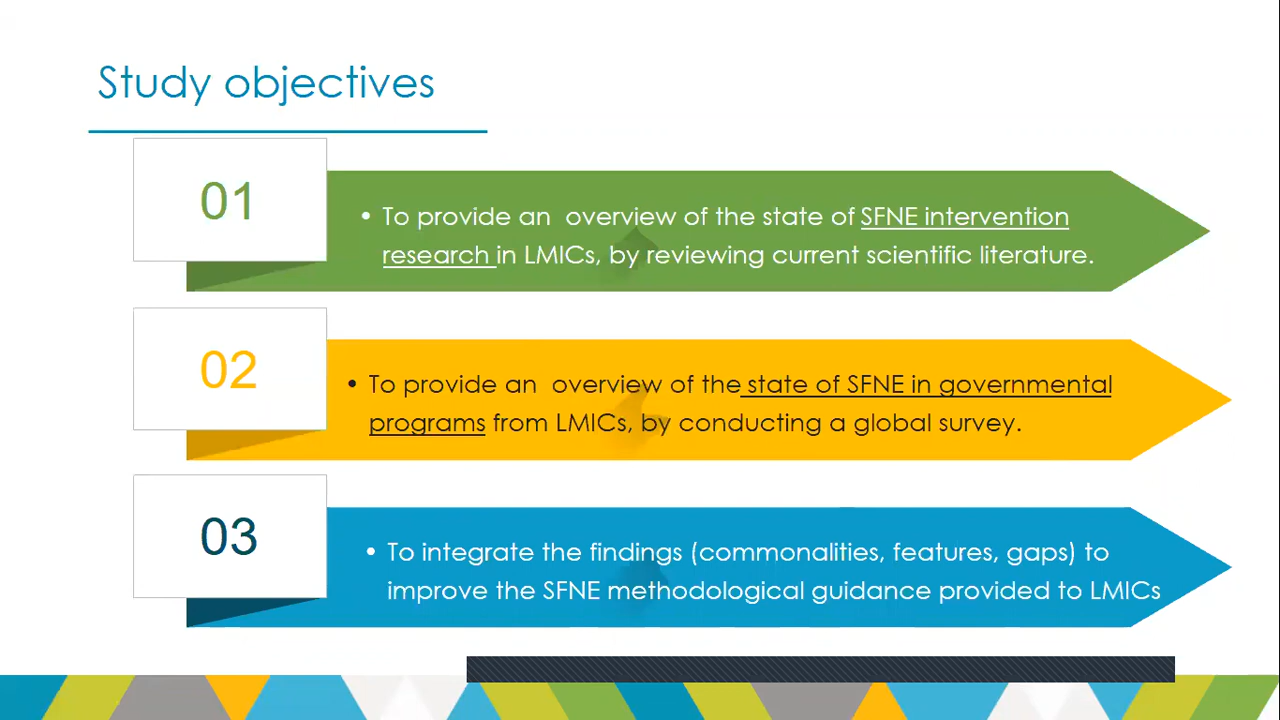 Study objectives
01
• To provide an  overview of the state of SFNE intervention
research in LMICs, by reviewing current scientific literature.
02
• To provide an  overview of the state of SFNE in governmental
programs from LMICs, by conducting a global survey.
03
• To integrate the findings (commonalities, features, gaps) to
improve the SFNE methodological guidance provided to LMICs